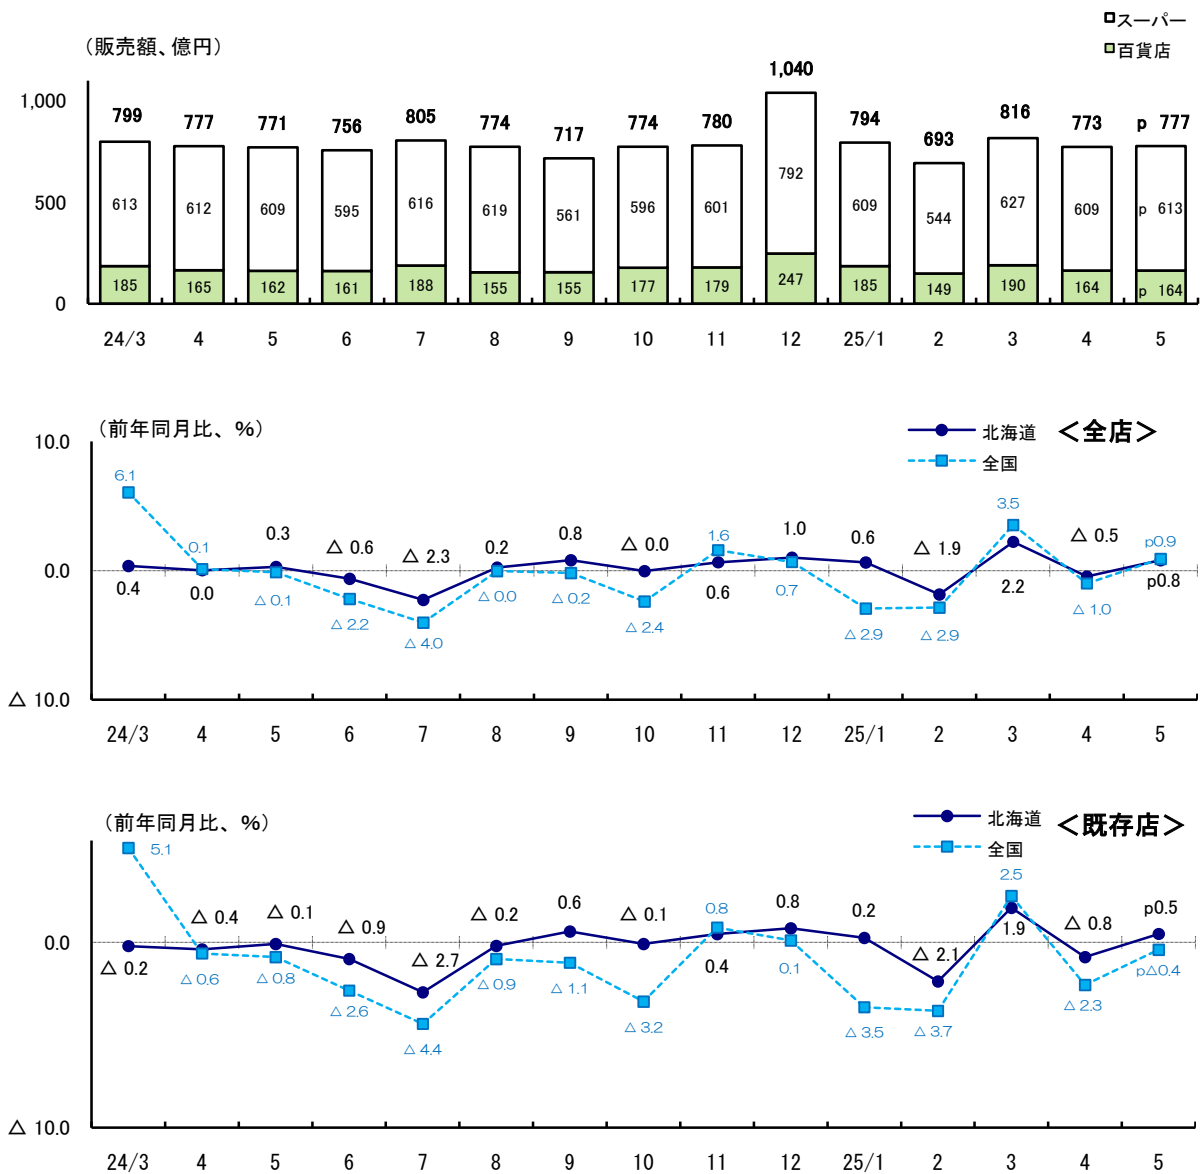 □スーパー
(販売額、億円)
□百貨店
1,040
1,000
799 777 771 756 805 774 717 774 780 794 693 816 773 p 777
792
613 612 609 595 616 619 561 596 601 609 544 627 609 p 613
500
185 165 162 161 188 155 155 177 179 247 185 149 190 164 p 164
0
24/3 4 5 6 7 8 9 10 11 12 25/1 2 3 4 5
(前年同月比、%)
北海道 <全店>
全国
10.0
6.1 0.1 △ 0.1 △ 2.2 △ 4.0 △ 0.0 △ 0.2 △ 2.4 1.6 0.7 △ 2.9 △ 2.9 3.5 △ 1.0 p0.9
0.4 0.0 0.3 △ 0.6 △ 2.3 0.2 0.8 △ 0.0 0.6 1.0 0.6 △ 1.9 2.2 △ 0.5 p0.8
0.0
△ 10.0
24/3 4 5 6 7 8 9 10 11 12 25/1 2 3 4 5
(前年同月比、%)
北海道 <既存店>
全国
5.1 △ 0.6 △ 0.8 △ 2.6 △ 4.4 △ 0.9 △ 1.1 △ 3.2 0.8 0.1 △ 3.5 △ 3.7 2.5 △ 2.3 p△0.4
△ 0.2 △ 0.4 △ 0.1 △ 0.9 △ 2.7 △ 0.2 0.6 △ 0.1 0.4 0.8 0.2 △ 2.1 1.9 △ 0.8 p0.5
0.0
△ 10.0
24/3 4 5 6 7 8 9 10 11 12 25/1 2 3 4 5